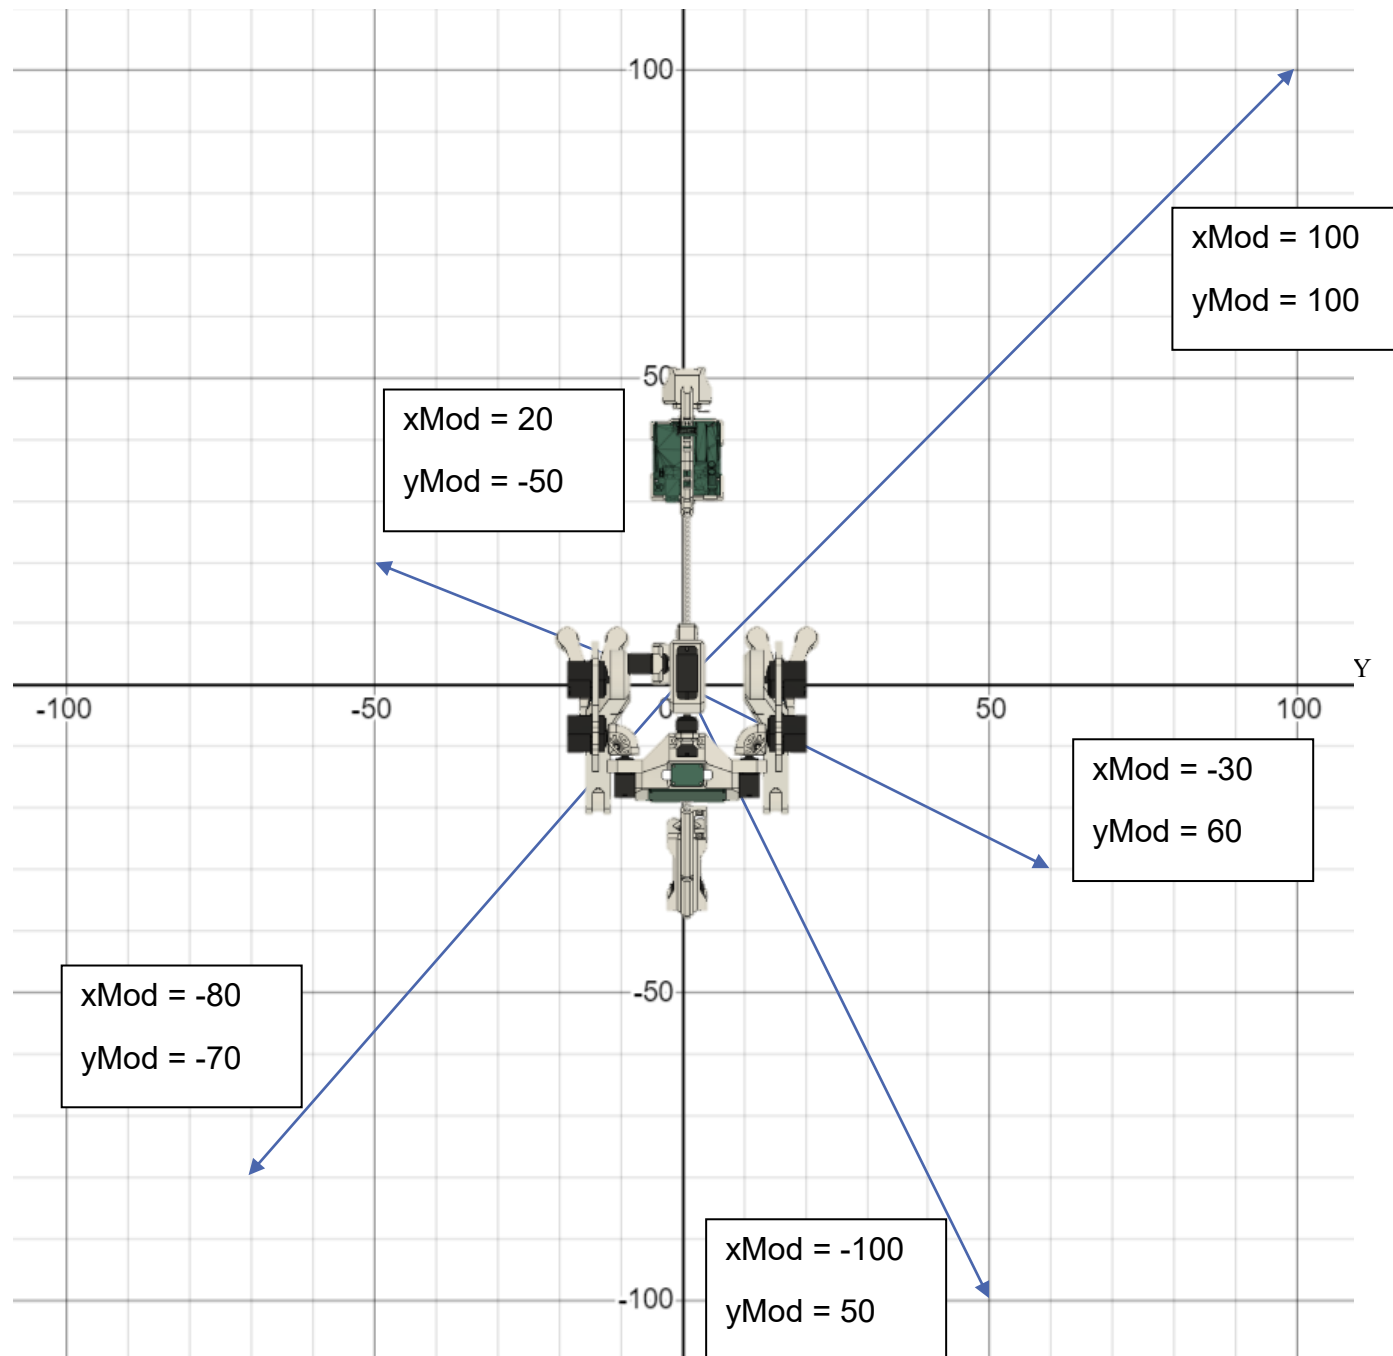 100
xMod = 100
yMod = 100
50
xMod = 20
yMod = -50
Y
-100
-50
0
50
100
xMod = -30
yMod = 60
-50
xMod = -80
yMod = -70
xMod = -100
-100
yMod = 50